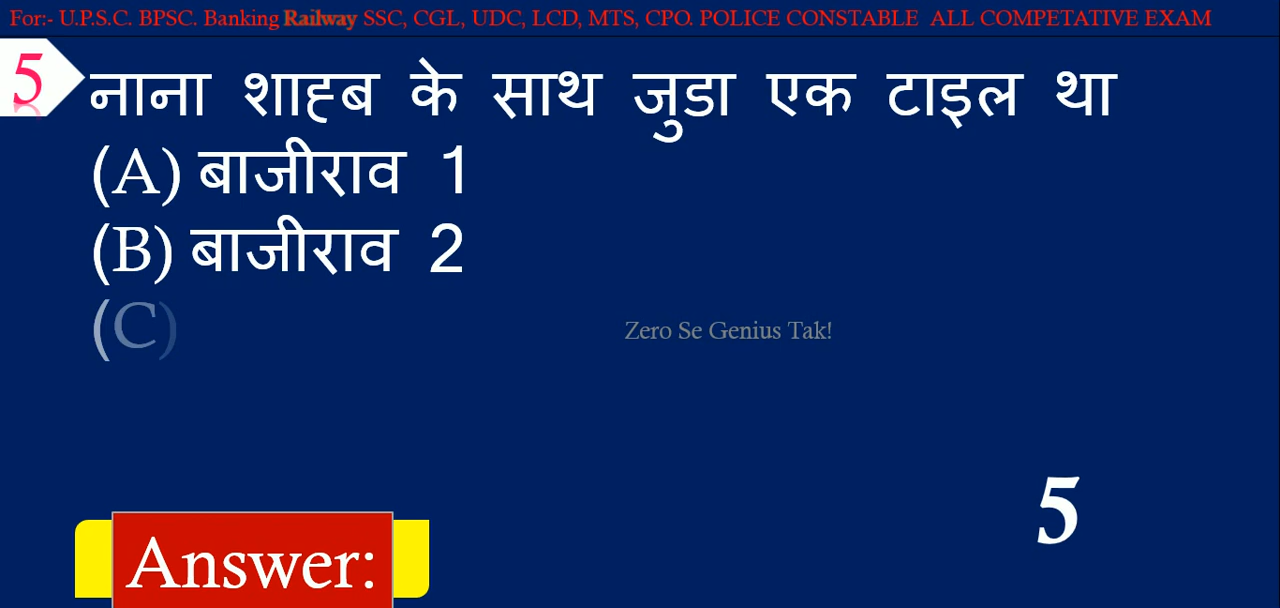 For:- U.P.S.C. BPSC. Banking Railway SSC, CGL, UDC, LCD, MTS, CPO. POLICE CONSTABLE ALL COMPETATIVE EXAM
5
नाना शाह्ब के साथ जुडा एक टाइल था
(A) बाजीराव 1
(B) बाजीराव 2
(C)
Zero Se Genius Tak!
5
Answer: